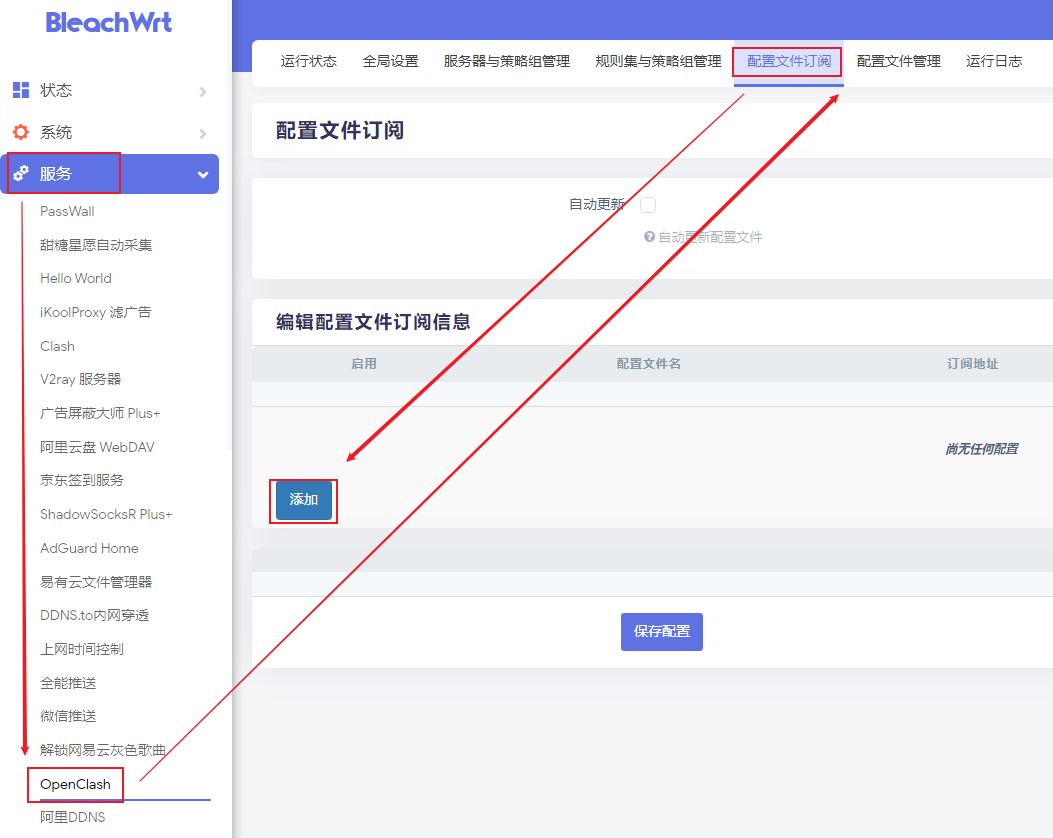 BleachWrt
状态
系统
服务
PassWall
甜糖星愿自动采集
Hello World
iKoolProxy 滤广告
Clash
V2ray 服务器
广告屏蔽大师 Plus+
阿里云盘 WebDAV
京东签到服务
ShadowSocksR Plus+
AdGuard Home
易有云文件管理器
DDNS.to内网穿透
上网时间控制
全能推送
微信推送
解锁网易云灰色歌曲
OpenClash
阿里DDNS
运行状态 全局设置 服务器与策略组管理 规则集与策略组管理 配置文件订阅 配置文件管理 运行日志
配置文件订阅
自动更新
自动更新配置文件
编辑配置文件订阅信息
启用 配置文件名 订阅地址
尚无任何配置
添加
保存配置